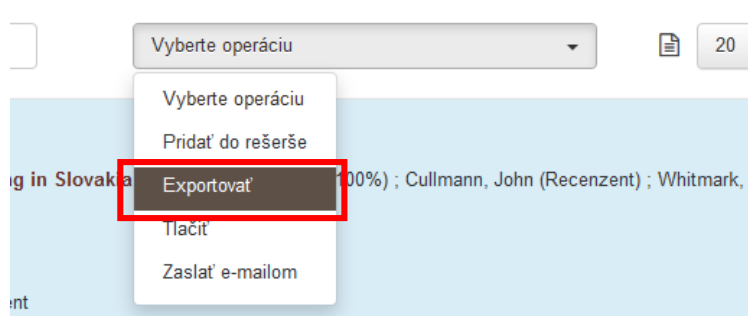 Vyberte operáciu 20
Vyberte operáciu
Pridať do rešerše
ng in Slovakia 100%) ; Cullmann, John (Recenzent) ; Whitmark,
Exportovať
Tlačiť
Zaslať e-mailom
ent